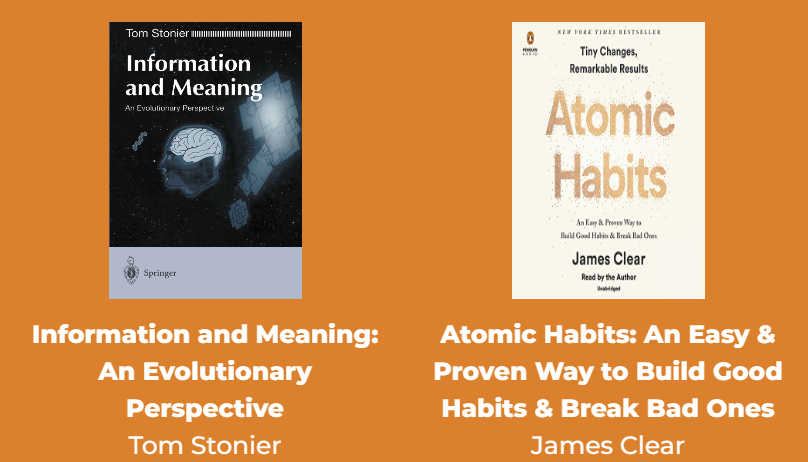 Tom Stonier
Information
and Meaning
An Evolutionary Perspective
Springer
NEW YORK TIMES BESTSELLER
PENGUIN
AUDIO
Tiny Changes,
Remarkable Results
Atomic
Habits
An Easy & Proven Way to
Build Good Habits & Break Bad Ones
James Clear
Read by the Author
Unabridged
Information and Meaning:
An Evolutionary
Perspective
Tom Stonier
Atomic Habits: An Easy &
Proven Way to Build Good
Habits & Break Bad Ones
James Clear